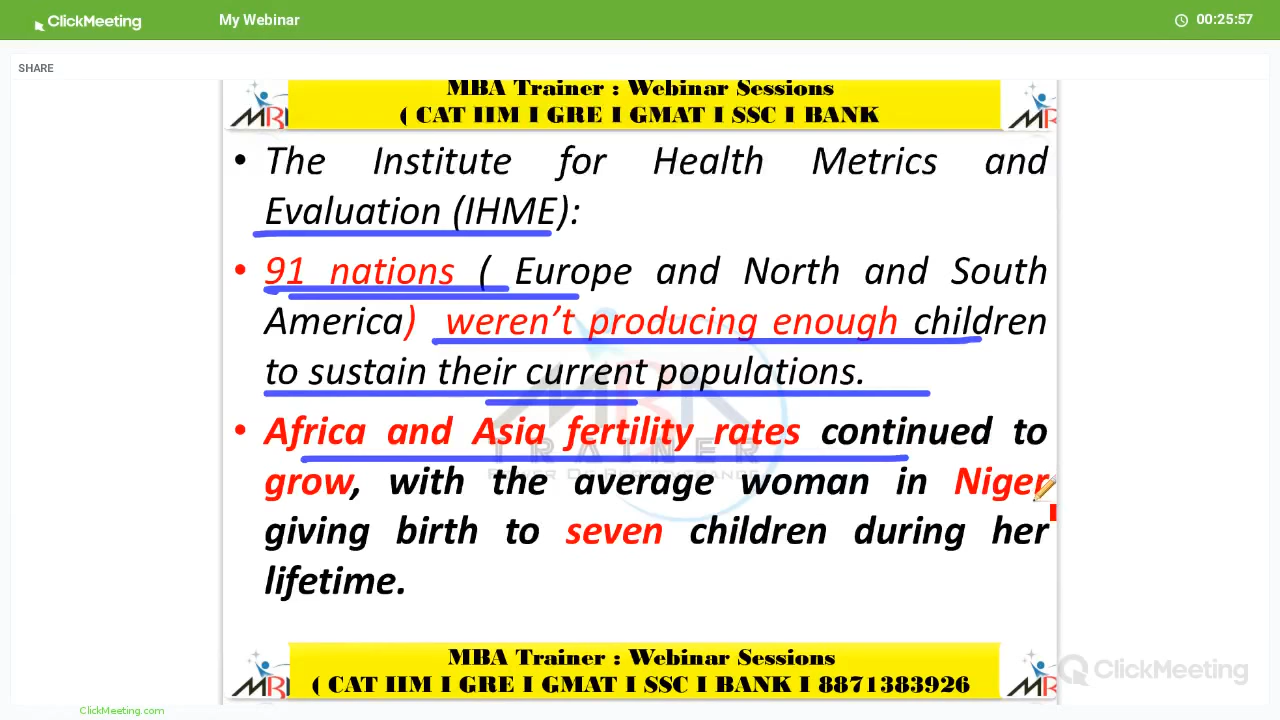 ClickMeeting My Webinar 00:25:57
SHARE
MBA Trainer : Webinar Sessions
( CAT IIM I GRE I GMAT I SSC I BANK
• The Institute for Health Metrics and
Evaluation (IHME):
• 91 nations ( Europe and North and South
America) weren’t producing enough children
to sustain their current populations.
• Africa and Asia fertility rates continued to
grow, with the average woman in Niger
giving birth to seven children during her
lifetime.
TRAINER
MBA Trainer : Webinar Sessions
( CAT IIM I GRE I GMAT I SSC I BANK I 8871383926
ClickMeeting
ClickMeeting.com